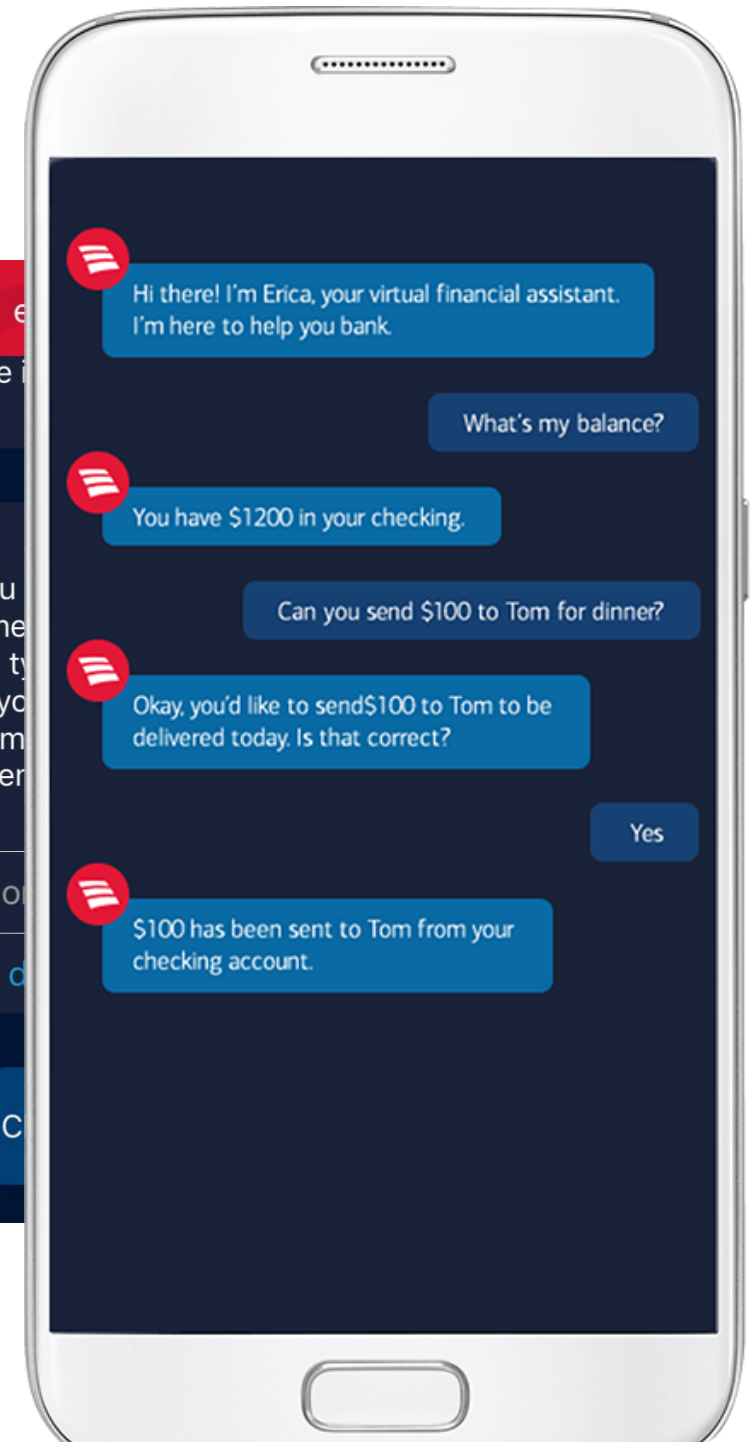 Hi there! I'm Erica, your virtual financial assistant.
I'm here to help you bank.
What's my balance?
You have $1200 in your checking.
Can you send $100 to Tom for dinner?
Okay, you'd like to send$100 to Tom to be
delivered today. Is that correct?
Yes
$100 has been sent to Tom from your
checking account.